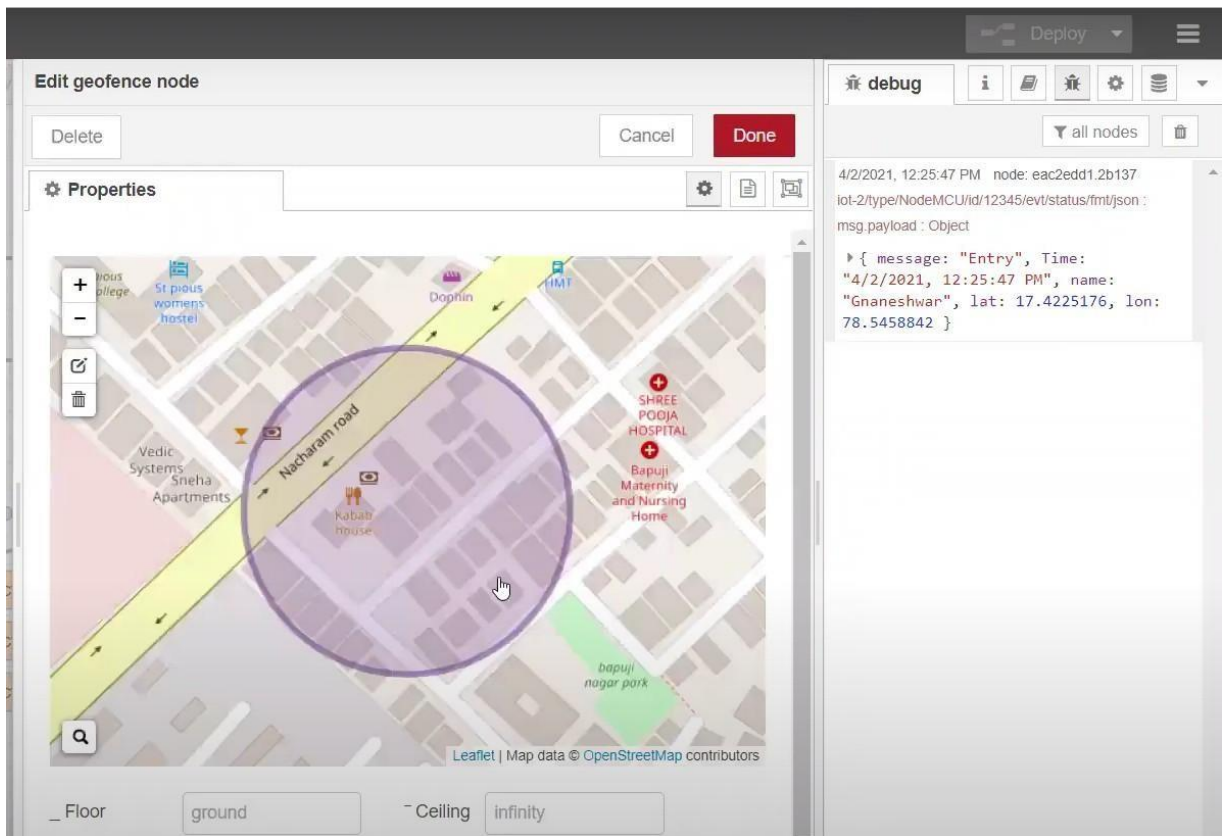 Deploy
Edit geofence node
Delete
Cancel
Done
Properties
debug
i
all nodes
4/2/2021, 12:25:47 PM node: eac2edd1.2b137
iot-2/type/NodeMCU/id/12345/evt/status/fmt/json :
msg.payload : Object
{ message: "Entry", Time:
"4/2/2021, 12:25:47 PM", name:
"Gnaneshwar", lat: 17.4225176, lon:
78.5458842 }
+
−
St pious
womens
hostel
Dophin
HMT
SHREE
POOJA
HOSPITAL
Bapuji
Maternity
and Nursing
Home
Nacharam road
Vedic
Systems
Sneha
Apartments
Kabab
house
bapuji
nagar park
Leaflet | Map data © OpenStreetMap contributors
_ Floor
ground
¯ Ceiling
infinity